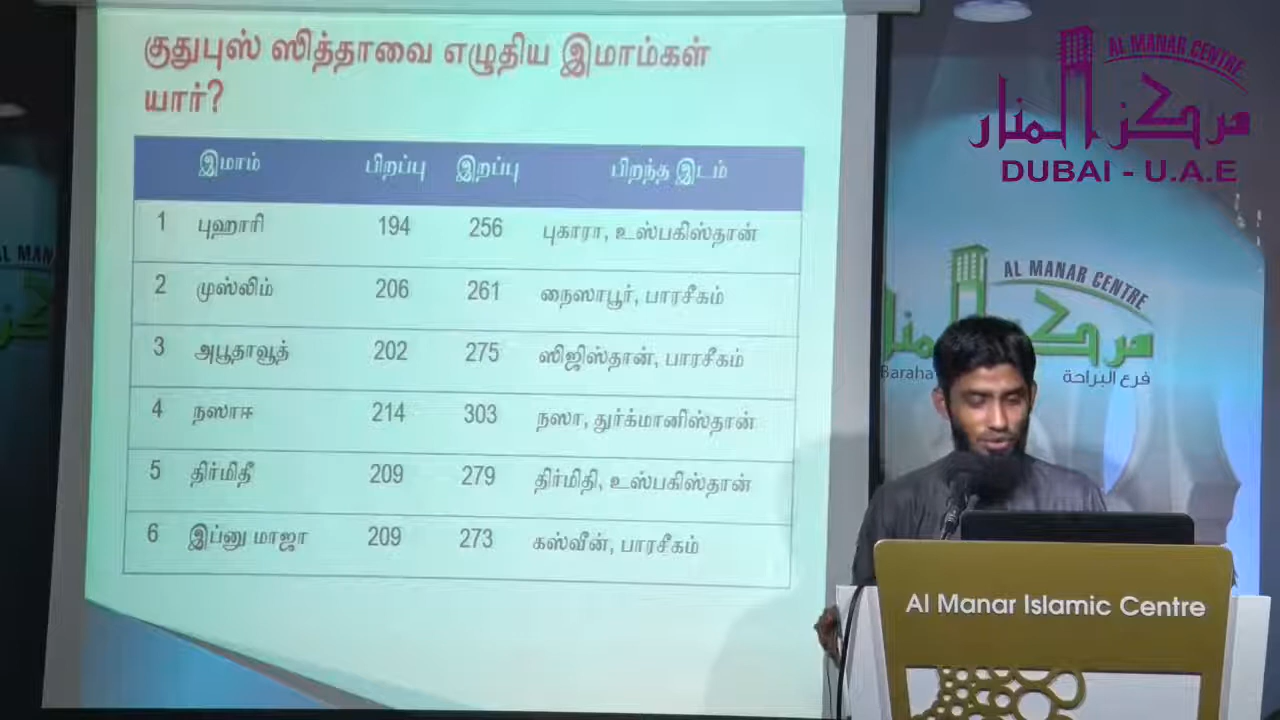 குதுபுஸ் ஸித்தாவை எழுதிய இமாம்கள்
யார்?
இமாம் பிறப்பு இறப்பு பிறந்த இடம்
1 புஹாரி 194 256 புகாரா, உஸ்பகிஸ்தான்
2 முஸ்லிம் 206 261 நைஸாபூர், பாரசீகம்
3 அபூதாவூத் 202 275 ஸிஜிஸ்தான், பாரசீகம்
4 நஸாஈ 214 303 நஸா, துர்க்மானிஸ்தான்
5 திர்மிதீ 209 279 திர்மிதி, உஸ்பகிஸ்தான்
6 இப்னு மாஜா 209 273 கஸ்வீன், பாரசீகம்
AL MANAR CENTRE
مركز المنار
DUBAI - U.A.E
AL MANAR CENTRE
مركز المنار
Baraha
فرع البراحة
Al Manar Islamic Centre
AL MAN